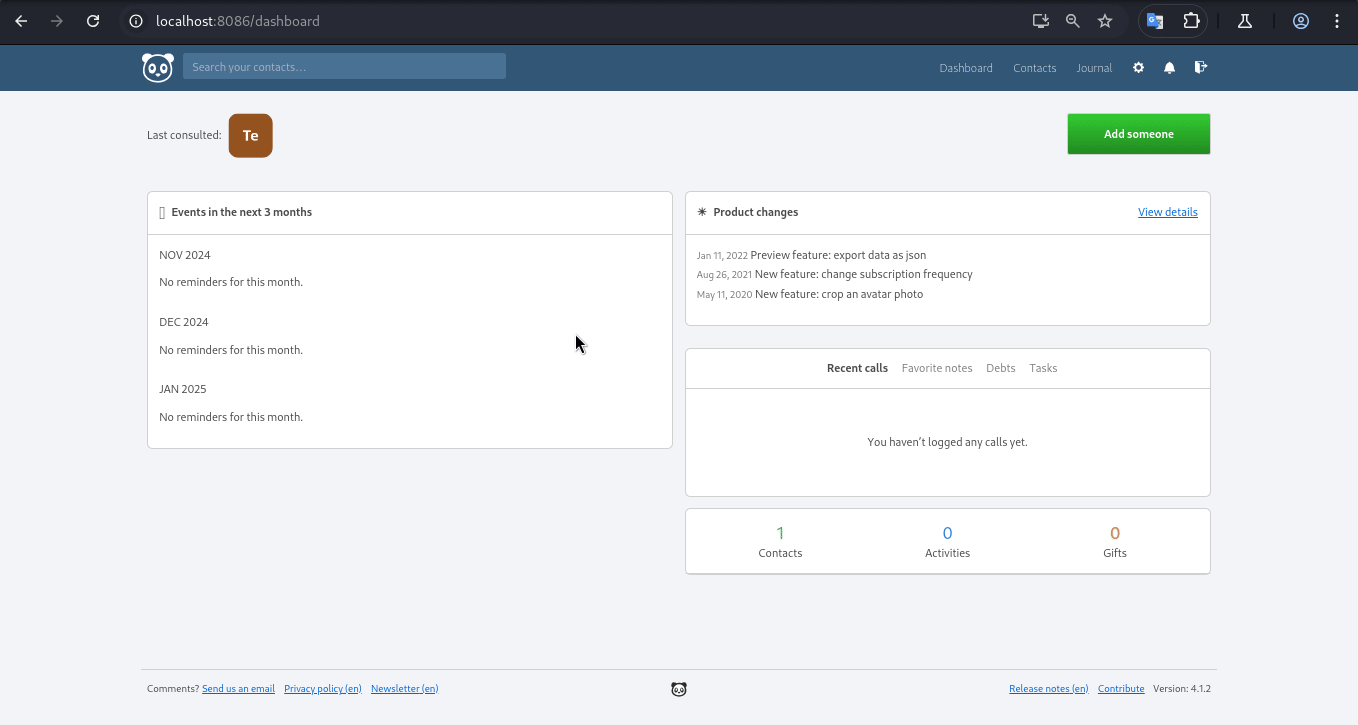 localhost:8086/dashboard
Search your contacts...
Dashboard Contacts Journal
Last consulted: Te
Add someone
Events in the next 3 months
NOV 2024
No reminders for this month.
DEC 2024
No reminders for this month.
JAN 2025
No reminders for this month.
Product changes View details
Jan 11, 2022 Preview feature: export data as json
Aug 26, 2021 New feature: change subscription frequency
May 11, 2020 New feature: crop an avatar photo
Recent calls Favorite notes Debts Tasks
You haven’t logged any calls yet.
1 0 0
Contacts Activities Gifts
Comments? Send us an email Privacy policy (en) Newsletter (en) Release notes (en) Contribute Version: 4.1.2